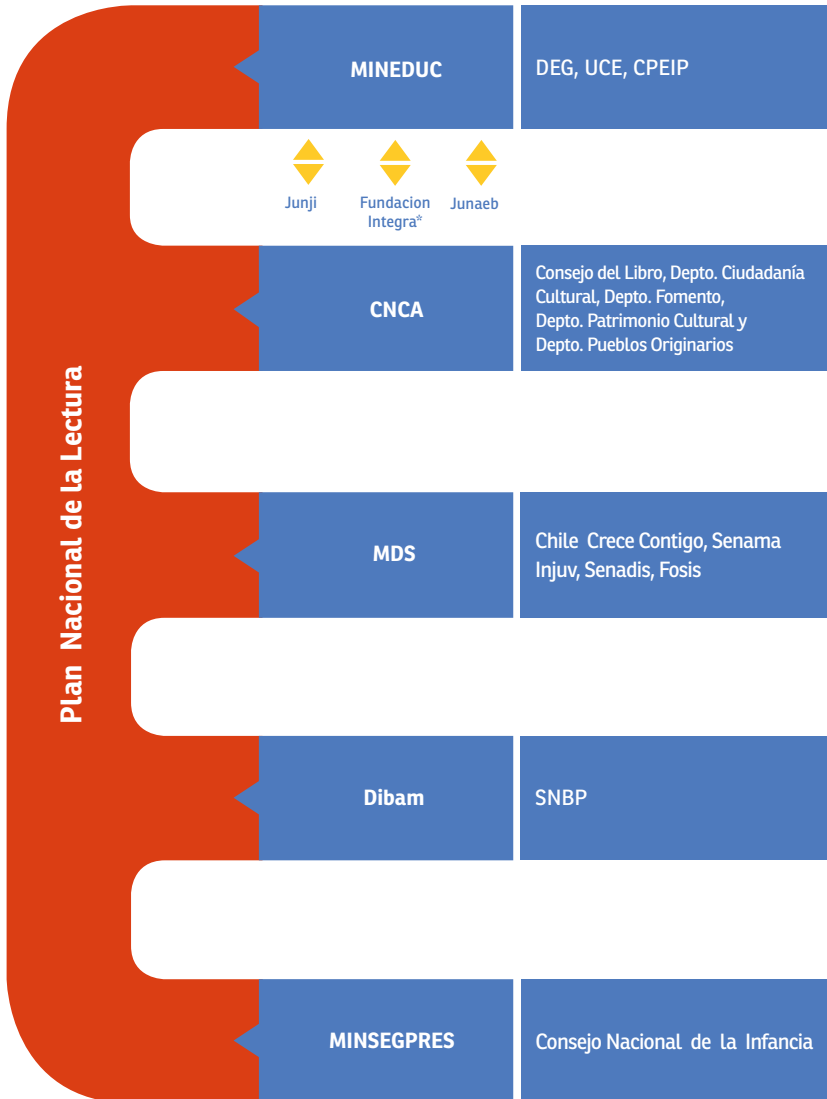 Plan Nacional de la Lectura
MINEDUC
DEG, UCE, CPEIP
Junji
Fundacion
Integra*
Junaeb
CNCA
Consejo del Libro, Depto. Ciudadanía
Cultural, Depto. Fomento,
Depto. Patrimonio Cultural y
Depto. Pueblos Originarios
MDS
Chile Crece Contigo, Senama
Injuv, Senadis, Fosis
Dibam
SNBP
MINSEGPRES
Consejo Nacional de la Infancia